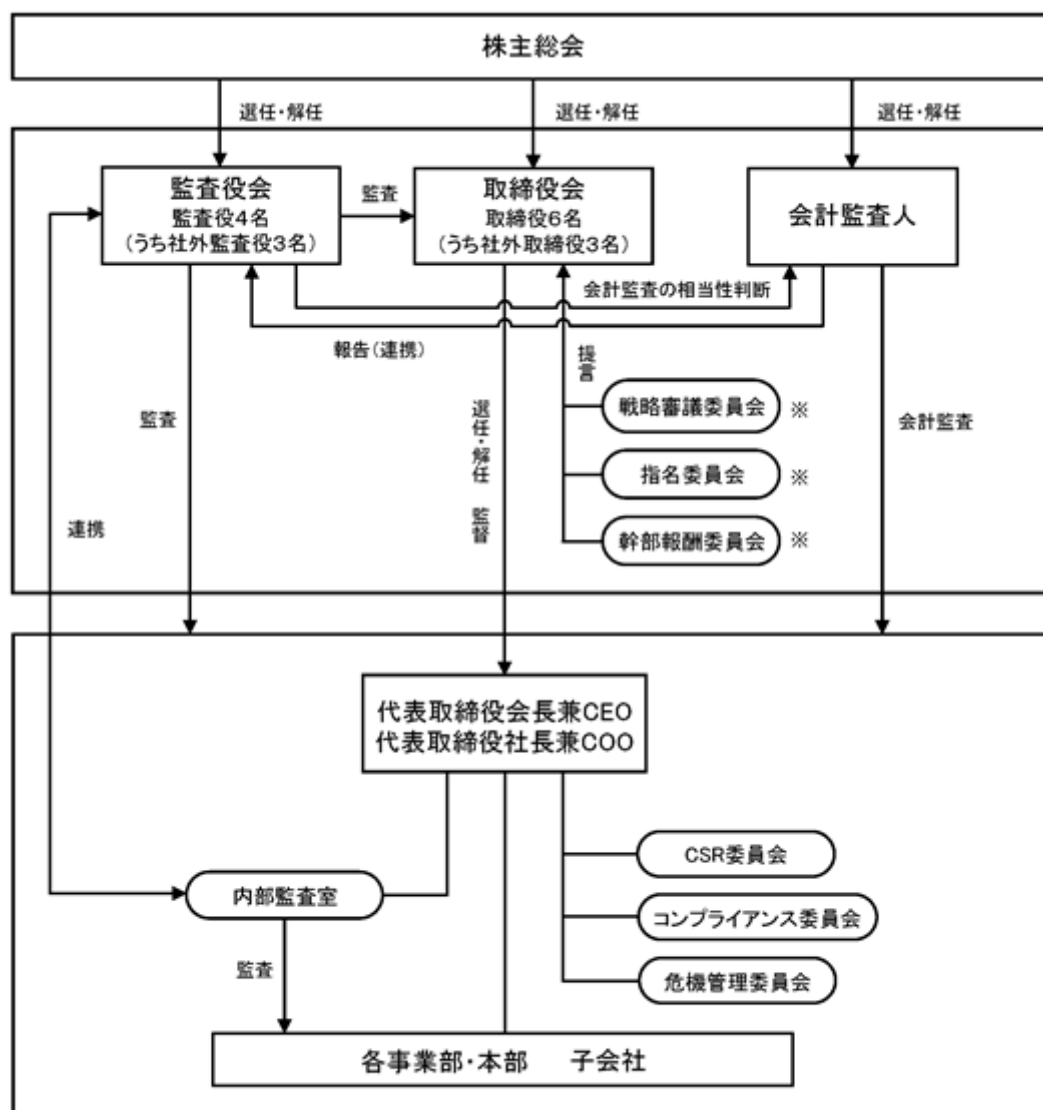 株主総会
選任・解任
選任・解任
選任・解任
監査役会
監査役4名
(うち社外監査役3名)
監査
取締役会
取締役6名
(うち社外取締役3名)
会計監査人
会計監査の相当性判断
報告(連携)
提言
戦略審議委員会 ※
指名委員会 ※
幹部報酬委員会 ※
監査
選任・解任 監督
会計監査
連携
代表取締役会長兼CEO
代表取締役社長兼COO
CSR委員会
内部監査室
コンプライアンス委員会
監査
危機管理委員会
各事業部・本部 子会社